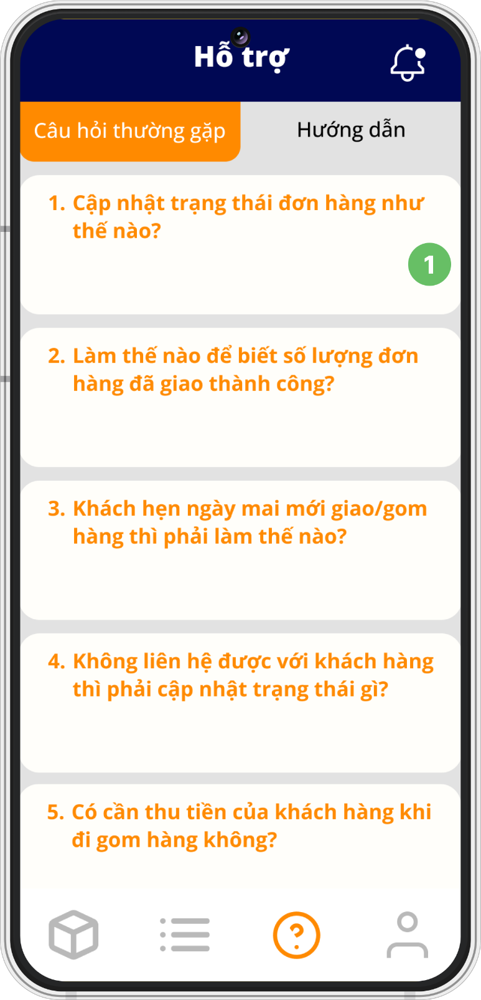 Hỗ trợ
Câu hỏi thường gặp
Hướng dẫn
1. Cập nhật trạng thái đơn hàng như
thế nào?
1
2. Làm thế nào để biết số lượng đơn
hàng đã giao thành công?
3. Khách hẹn ngày mai mới giao/gom
hàng thì phải làm thế nào?
4. Không liên hệ được với khách hàng
thì phải cập nhật trạng thái gì?
5. Có cần thu tiền của khách hàng khi
đi gom hàng không?